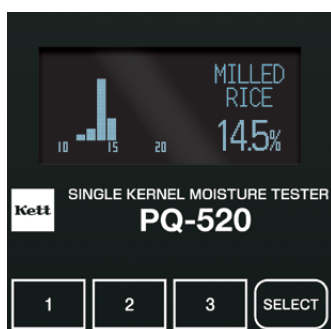 MILLED
RICE
14.5%
10 15 20
Kett
SINGLE KERNEL MOISTURE TESTER
PQ-520
1 2 3 SELECT